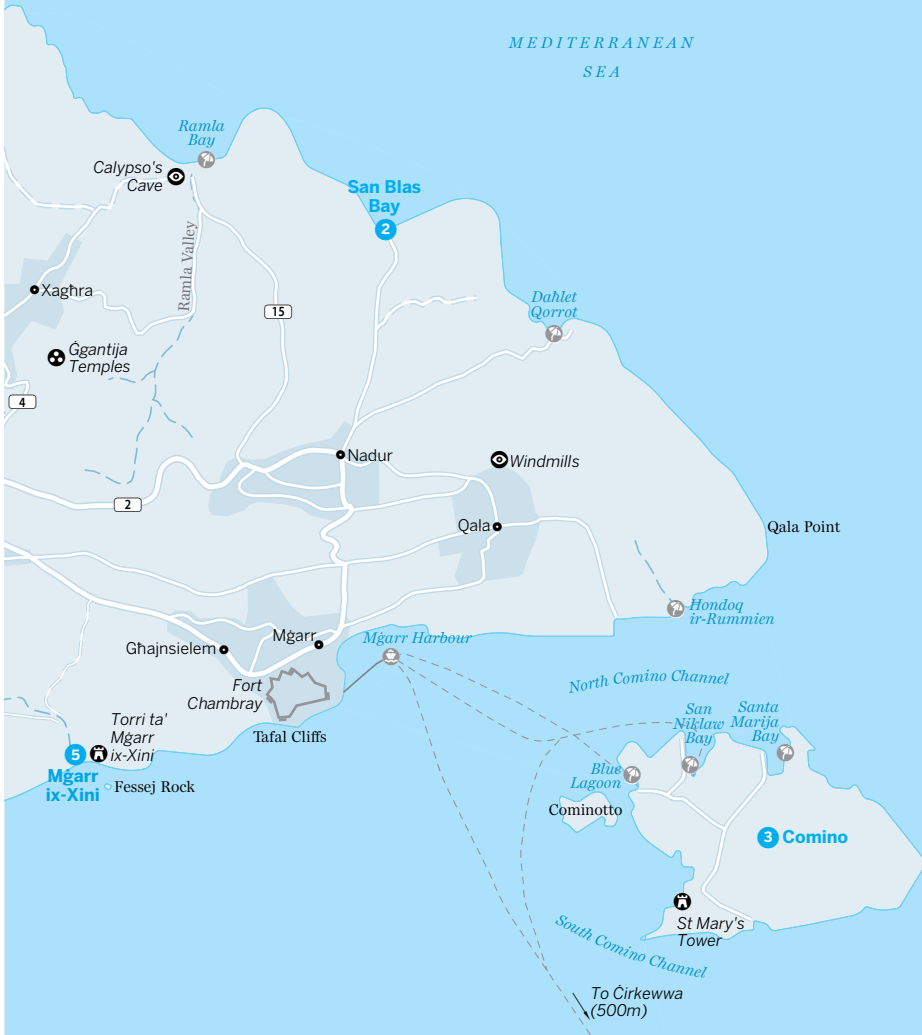 MEDITERRANEAN
SEA
Ramla
Bay
Calypso's
Cave
San Blas
Bay
2
Ramla Valley
Xagħra
15
Daħlet
Qorrot
Ġgantija
Temples
4
Nadur
Windmills
2
Qala
Qala Point
Hondoq
ir-Rummien
Mġarr
Mġarr Harbour
Għajnsielem
Fort
Chambray
North Comino Channel
Torri ta'
Mġarr
ix-Xini
Tafal Cliffs
San
Niklaw
Bay
Santa
Marija
Bay
5
Mġarr
ix-Xini
Fessej Rock
Blue
Lagoon
Cominotto
3 Comino
St Mary's
Tower
South Comino Channel
To Ċirkewwa
(500m)